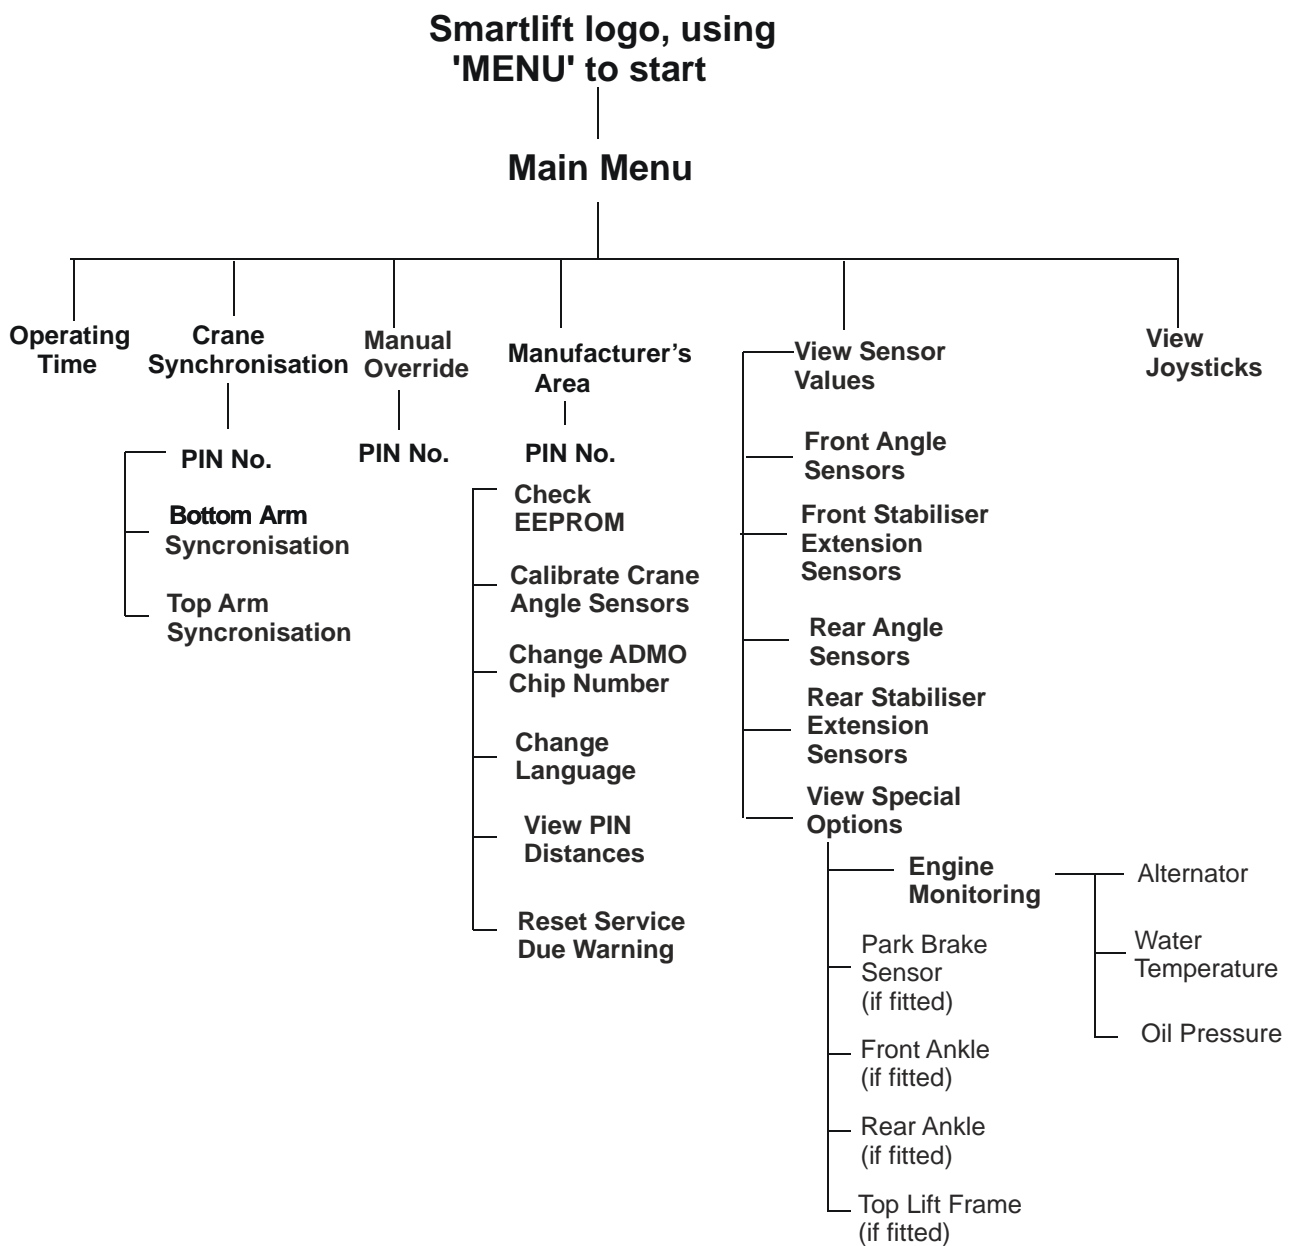 Smartlift logo, using
'MENU' to start
Main Menu
Operating
Time
Crane
Synchronisation
PIN No.
Bottom Arm
Syncronisation
Top Arm
Syncronisation
Manual
Override
PIN No.
Manufacturer's
Area
PIN No.
Check
EEPROM
Calibrate Crane
Angle Sensors
Change ADMO
Chip Number
Change
Language
View PIN
Distances
Reset Service
Due Warning
View Sensor
Values
Front Angle
Sensors
Front Stabiliser
Extension
Sensors
Rear Angle
Sensors
Rear Stabiliser
Extension
Sensors
View Special
Options
Engine
Monitoring
Alternator
Water
Temperature
Oil Pressure
Park Brake
Sensor
(if fitted)
Front Ankle
(if fitted)
Rear Ankle
(if fitted)
Top Lift Frame
(if fitted)
View
Joysticks